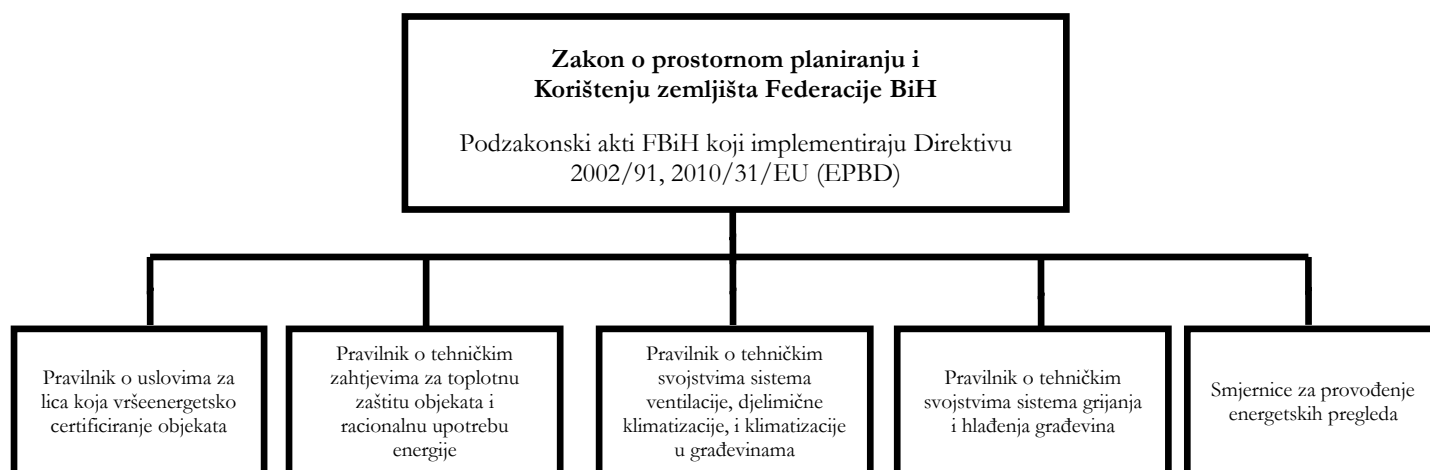 Zakon o prostornom planiranju i
Korištenju zemljišta Federacije BiH
Podzakonski akti FBiH koji implementiraju Direktivu
2002/91, 2010/31/EU (EPBD)
Pravilnik o uslovima za
lica koja vršeenergetsko
certificiranje objekata
Pravilnik o tehničkim
zahtjevima za toplotnu
zaštitu objekata i
racionalnu upotrebu
energije
Pravilnik o tehničkim
svojstvima sistema
ventilacije, djelimične
klimatizacije, i klimatizacije
u građevinama
Pravilnik o tehničkim
svojstvima sistema grijanja
i hlađenja građevina
Smjernice za provođenje
energetskih pregleda